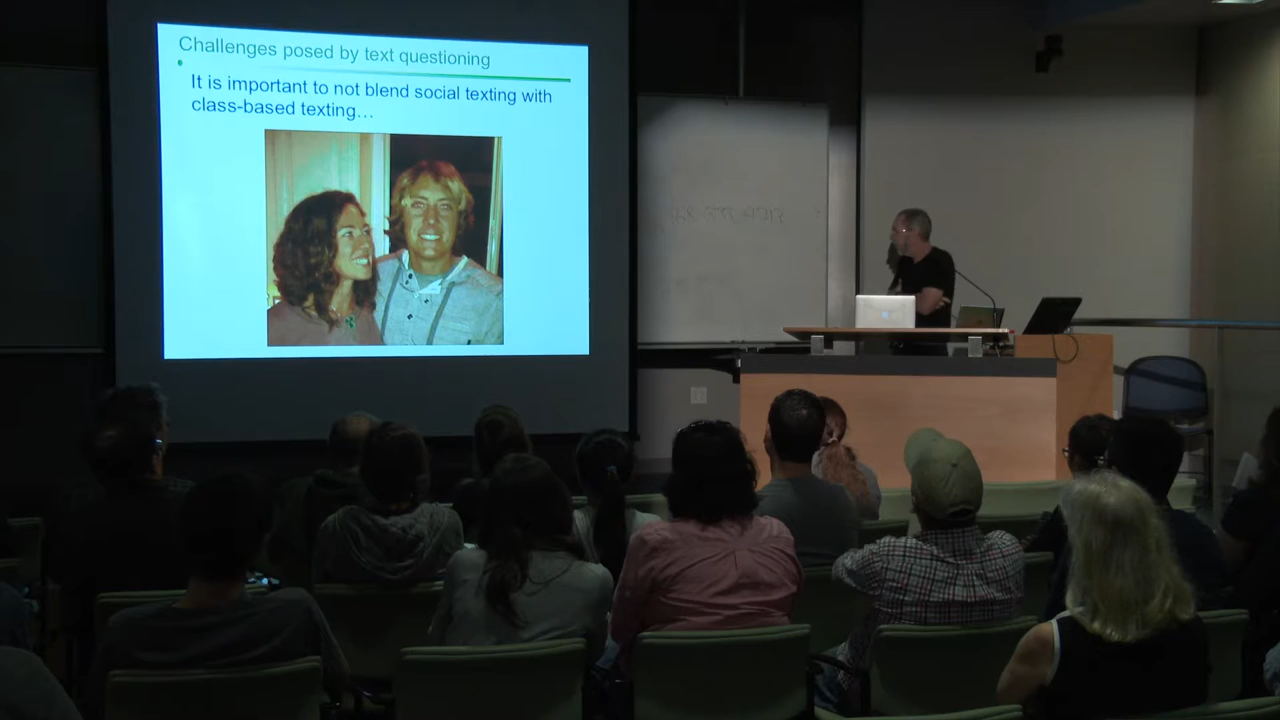 Challenges posed by text questioning
It is important to not blend social texting with
class-based texting…